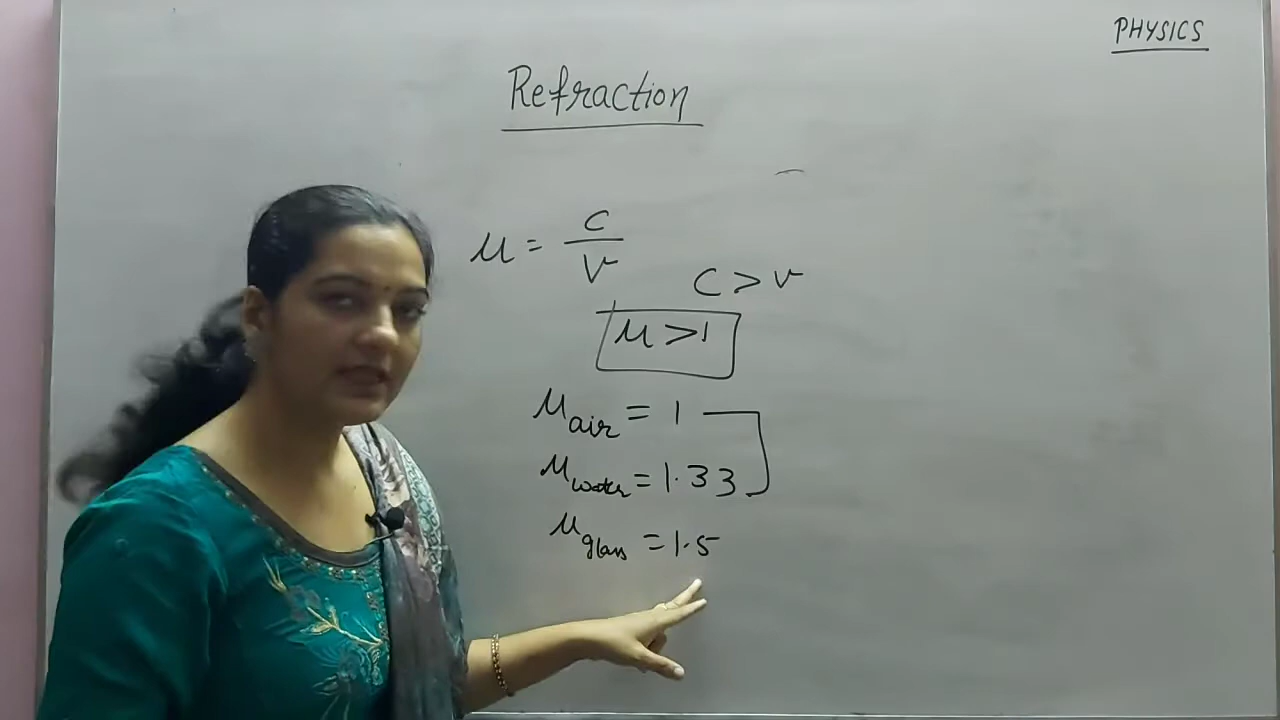 PHYSICS
Refraction
μ = c/v
C > v
μ > 1
μair = 1
μwater = 1.33
μglass = 1.5